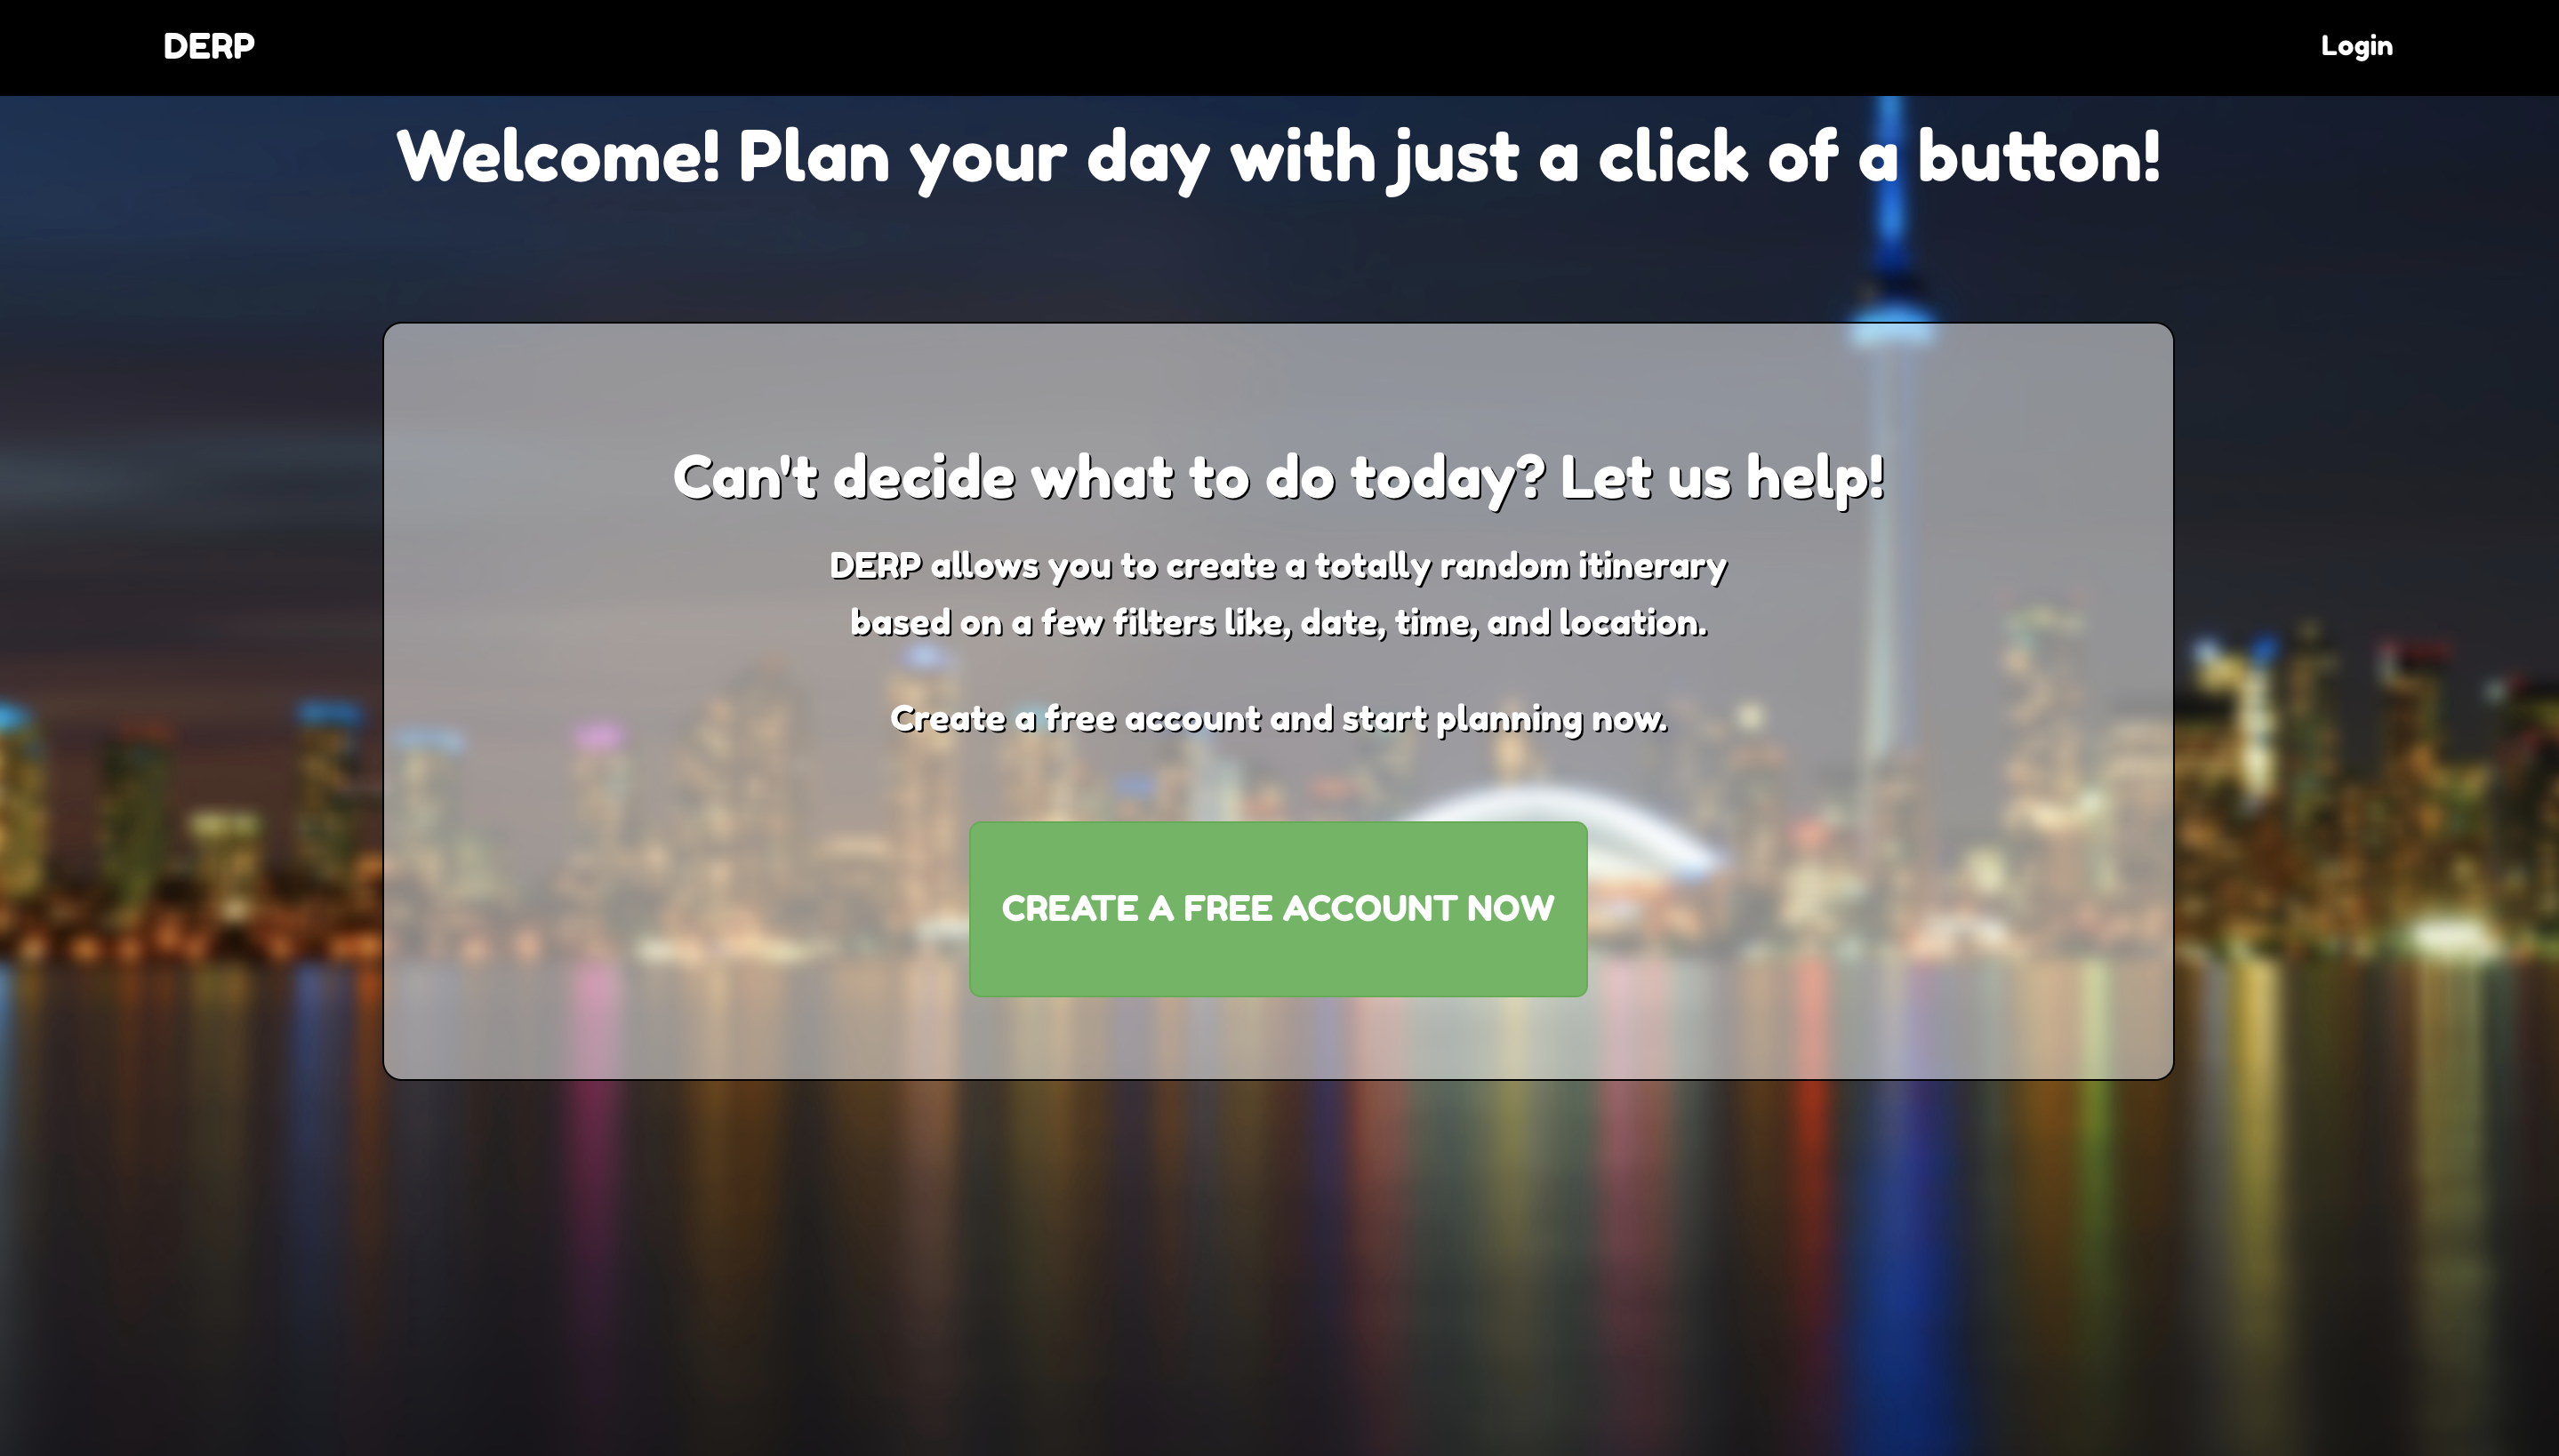 DERP
Login
Welcome! Plan your day with just a click of a button!
Can't decide what to do today? Let us help!
DERP allows you to create a totally random itinerary
based on a few filters like, date, time, and location.
Create a free account and start planning now.
CREATE A FREE ACCOUNT NOW